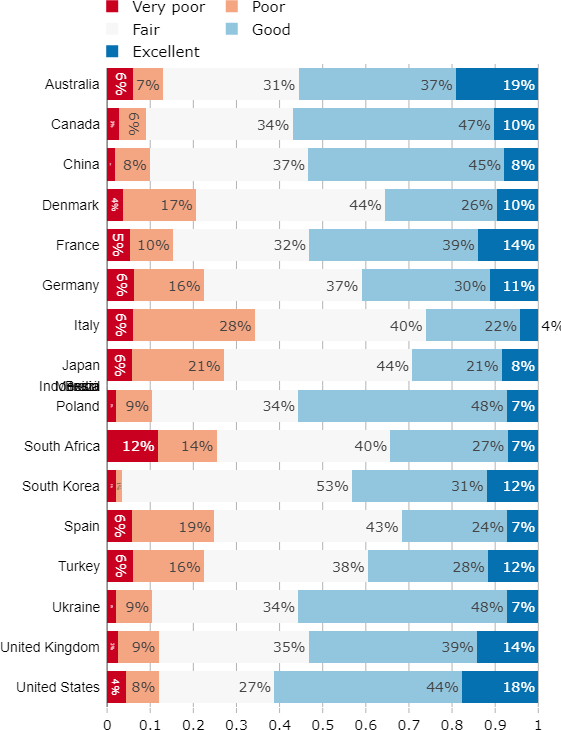 Very poor Poor
Fair Good
Excellent
Australia 6% 7% 31% 37% 19%
Canada 6% 34% 47% 10%
China 8% 37% 45% 8%
Denmark 4% 17% 44% 26% 10%
France 5% 10% 32% 39% 14%
Germany 6% 16% 37% 30% 11%
Italy 6% 28% 40% 22% 4%
Japan 6% 21% 44% 21% 8%
Poland 9% 34% 48% 7%
South Africa 12% 14% 40% 27% 7%
South Korea 53% 31% 12%
Spain 6% 19% 43% 24% 7%
Turkey 6% 16% 38% 28% 12%
Ukraine 9% 34% 48% 7%
United Kingdom 9% 35% 39% 14%
United States 4% 8% 27% 44% 18%
0 0.1 0.2 0.3 0.4 0.5 0.6 0.7 0.8 0.9 1